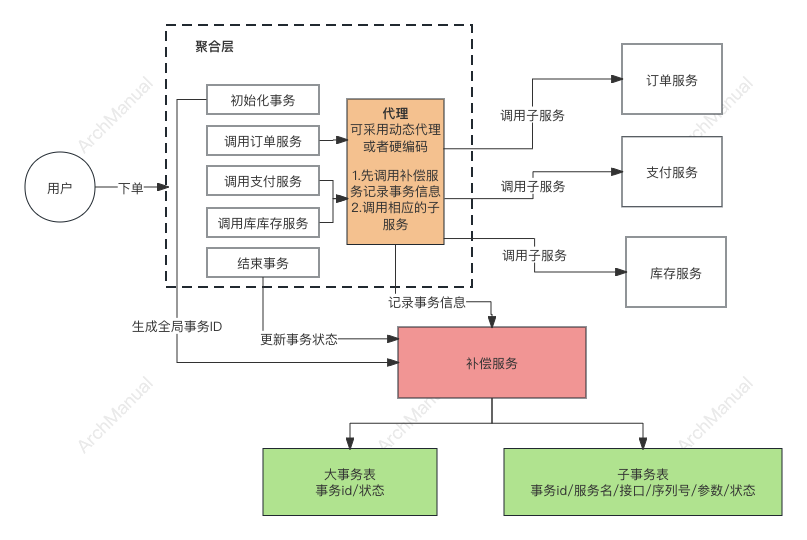 聚合层
初始化事务
调用订单服务
调用支付服务
调用库库存服务
结束事务
代理
可采用动态代理
或者硬编码
1.先调用补偿服
务记录事务信息
2.调用相应的子
服务
用户
下单
调用子服务
调用子服务
调用子服务
订单服务
支付服务
库存服务
记录事务信息
生成全局事务ID
更新事务状态
补偿服务
大事务表
事务id/状态
子事务表
事务id/服务名/接口/序列号/参数/状态
ArchManual
ArchManual
ArchManual
ArchManual
ArchManual